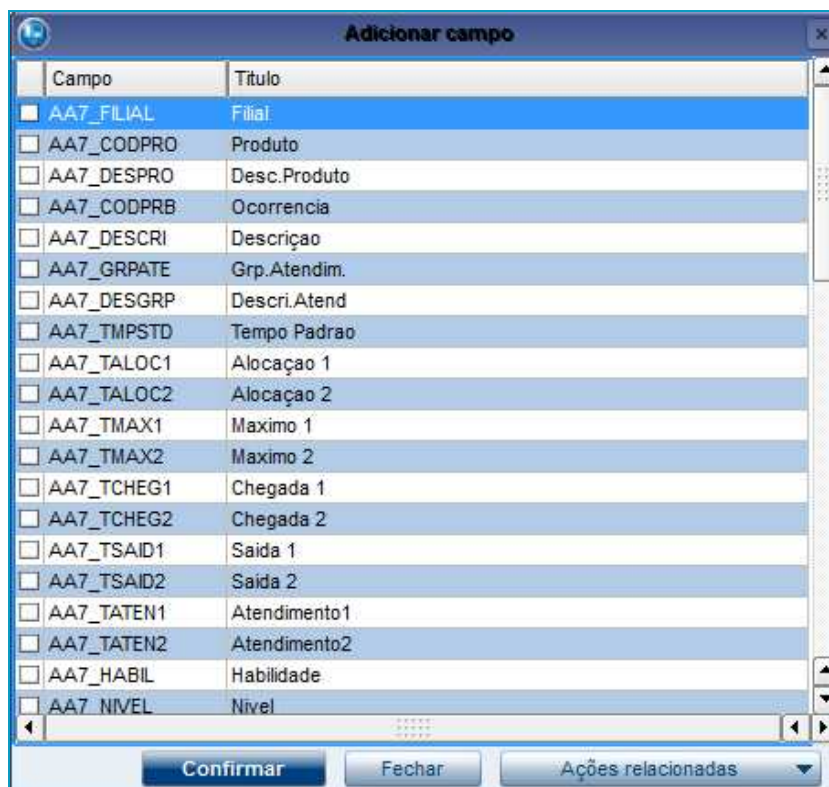 Adicionar campo
Campo Titulo
AA7_FILIAL Filial
AA7_CODPRO Produto
AA7_DESPRO Desc.Produto
AA7_CODPRB Ocorrencia
AA7_DESCRI Descriçao
AA7_GRPATE Grp.Atendim.
AA7_DESGRP Descri.Atend
AA7_TMPSTD Tempo Padrao
AA7_TALOC1 Alocaçao 1
AA7_TALOC2 Alocaçao 2
AA7_TMAX1 Maximo 1
AA7_TMAX2 Maximo 2
AA7_TCHEG1 Chegada 1
AA7_TCHEG2 Chegada 2
AA7_TSAID1 Saida 1
AA7_TSAID2 Saida 2
AA7_TATEN1 Atendimento1
AA7_TATEN2 Atendimento2
AA7_HABIL Habilidade
AA7_NIVEL Nivel
Confirmar Fechar Ações relacionadas